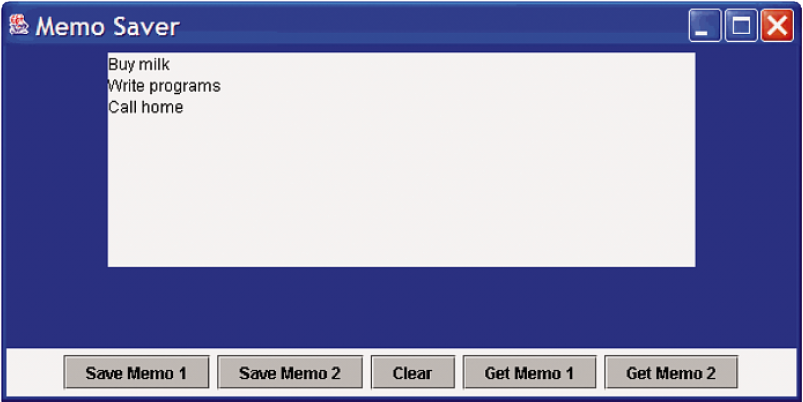 Memo Saver
Buy milk
Write programs
Call home
Save Memo 1 Save Memo 2 Clear Get Memo 1 Get Memo 2